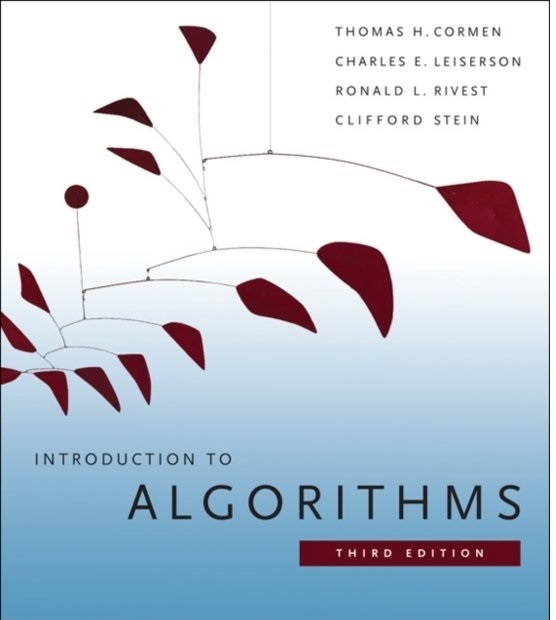 THOMAS H. CORMEN
CHARLES E. LEISERSON
RONALD L. RIVEST
CLIFFORD STEIN
INTRODUCTION TO
ALGORITHMS
THIRD EDITION